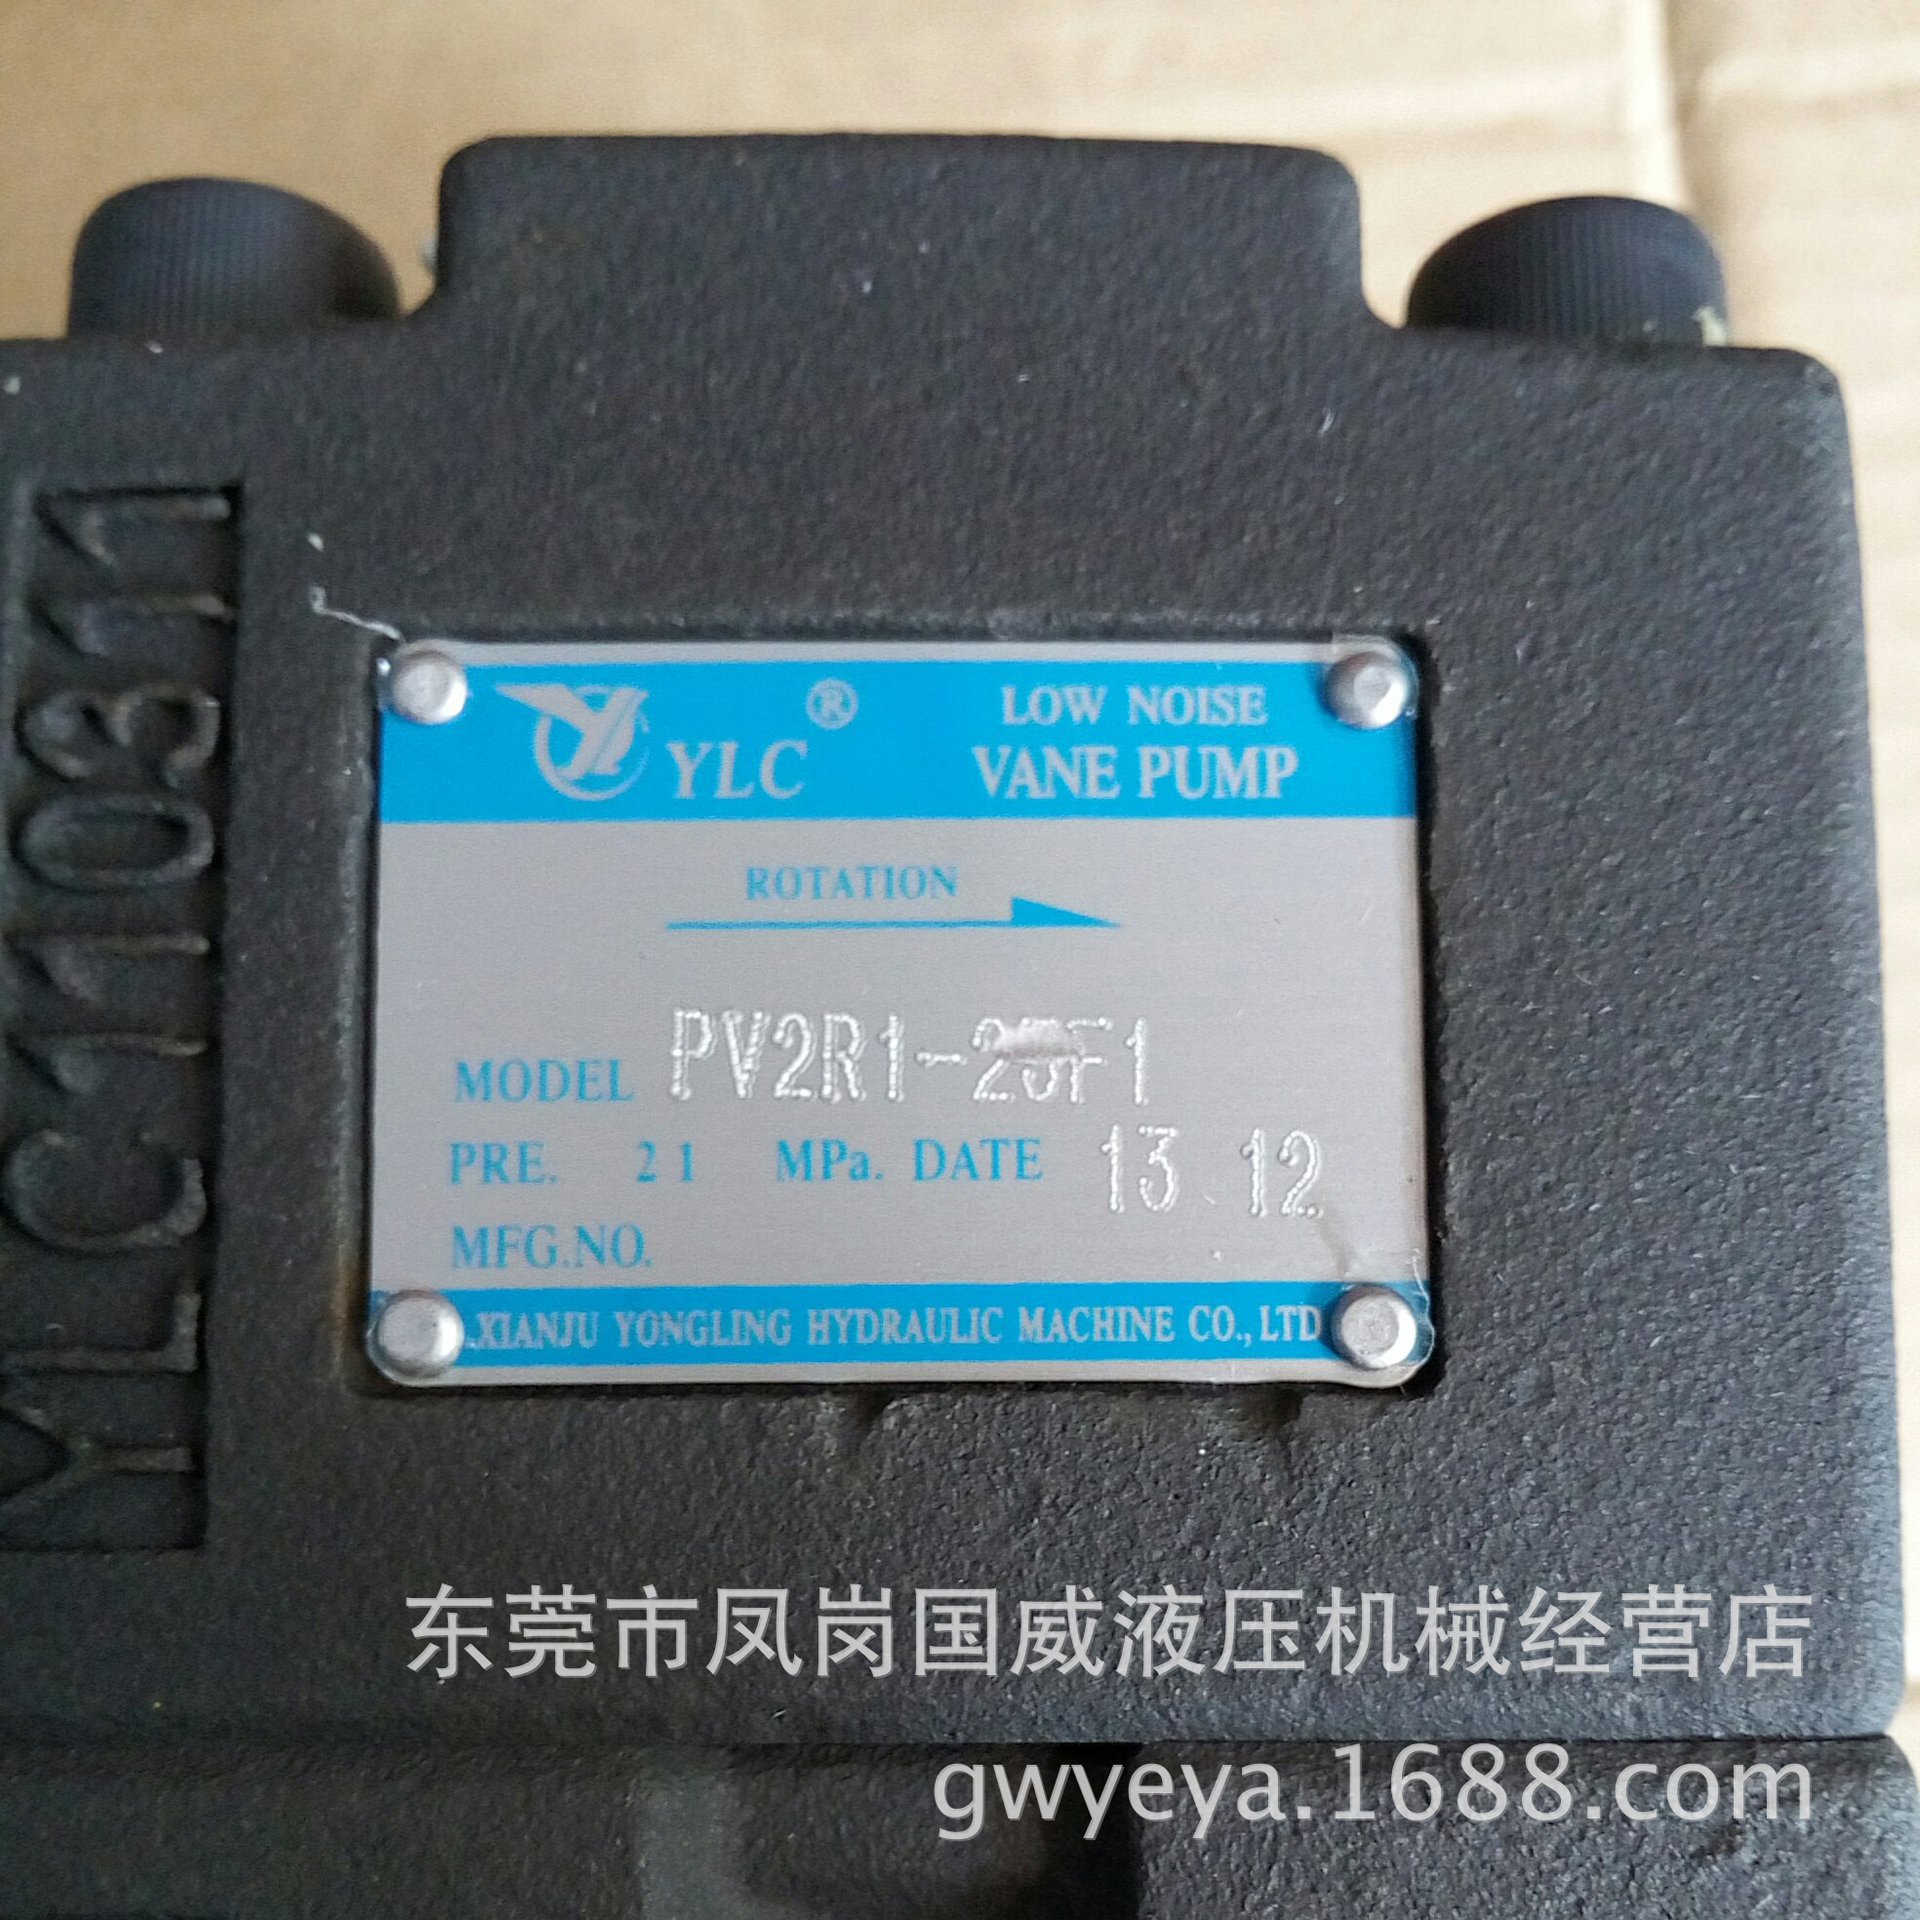 YLC110311
YLC ®
LOW NOISE
VANE PUMP
ROTATION
MODEL
PRE. 21 MPa. DATE 13 12
MFG.NO.
XIANJU YONGLING HYDRAULIC MACHINE CO.,LTD
东莞市凤岗国威液压机械经营店
gwyeya.1688.com